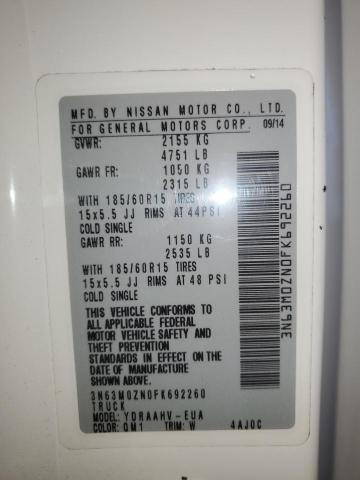 MFD. BY NISSAN MOTOR CO., LTD.
FOR GENERAL MOTORS CORP. 09/14
GVWR: 2155 KG
4751 LB
GAWR FR: 1050 KG
2315 LB
WITH 185/60R15 TIRES
15x5.5 JJ RIMS AT 44PSI
COLD SINGLE
GAWR RR: 1150 KG
2535 LB
WITH 185/60R15 TIRES
15x5.5 JJ RIMS AT 48 PSI
COLD SINGLE
THIS VEHICLE CONFORMS TO
ALL APPLICABLE FEDERAL
MOTOR VEHICLE SAFETY
STANDARDS IN EFFECT ON THE
DATE OF MANUFACTURE
SHOWN ABOVE.
3N63M0ZN0FK692260
TRUCK
MODEL: YDRAAHV-EUA
COLOR: QM1 TRIM: W 4AJ0C
3N63M0ZN0FK692260